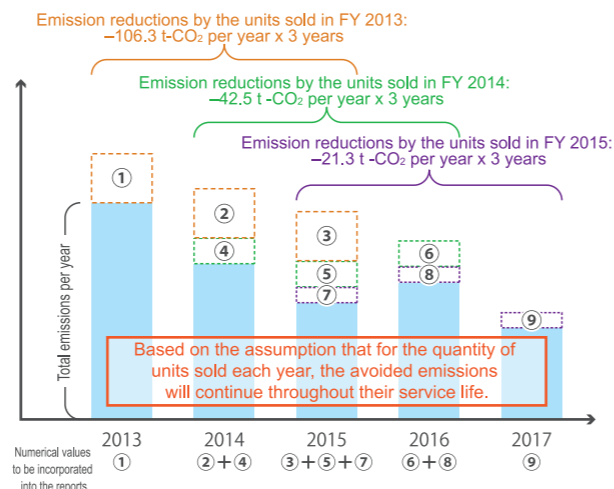 Emission reductions by the units sold in FY 2013:
–106.3 t-CO₂ per year x 3 years
Emission reductions by the units sold in FY 2014:
–42.5 t -CO₂ per year x 3 years
Emission reductions by the units sold in FY 2015:
–21.3 t -CO₂ per year x 3 years
①
②
③
④
⑤
⑥
⑦
⑧
⑨
Total emissions per year
Based on the assumption that for the quantity of
units sold each year, the avoided emissions
will continue throughout their service life.
2013 2014 2015 2016 2017
Numerical values
to be incorporated
into the reports
① ②+④ ③+⑤+⑦ ⑥+⑧ ⑨